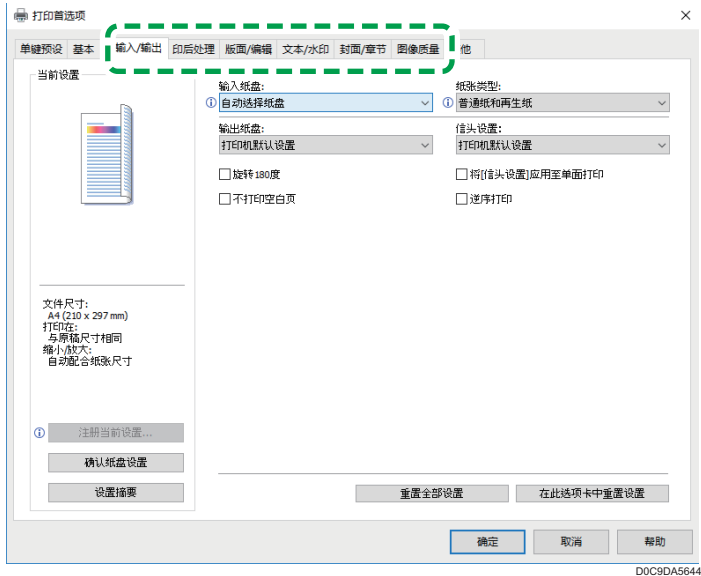 打印首选项
单键预设 基本 输入/输出 印后处理 版面/编辑 文本/水印 封面/章节 图像质量 他
当前设置
输入纸盘:
自动选择纸盘
纸张类型:
普通纸和再生纸
输出纸盘:
打印机默认设置
信头设置:
打印机默认设置
旋转180度
将[信头设置]应用至单面打印
不打印空白页
逆序打印
文件尺寸:
A4 (210 x 297 mm)
打印在:
与原稿尺寸相同
缩小/放大:
自动配合纸张尺寸
注册当前设置...
确认纸盘设置
设置摘要
重置全部设置
在此选项卡中重置设置
确定
取消
帮助
D0C9DA5644